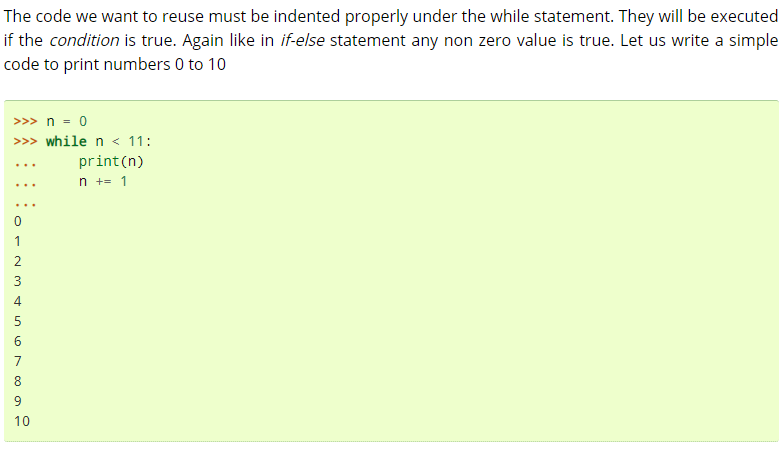 The code we want to reuse must be indented properly under the while statement. They will be executed
if the condition is true. Again like in if-else statement any non zero value is true. Let us write a simple
code to print numbers 0 to 10
>>> n = 0
>>> while n < 11:
...     print(n)
...     n += 1
...
0
1
2
3
4
5
6
7
8
9
10